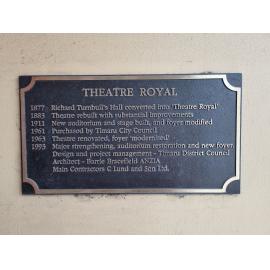 THEATRE ROYAL
1877 Richard Turnbull's Hall converted into 'Theatre Royal'
1883 Theatre rebuilt with substantial improvements
1911 New auditorium and stage built, and foyer modified
1961 Purchased by Timaru City Council
1963 Theatre renovated, foyer 'modernised'
1993 Major strengthening, auditorium restoration and new foyer.
Design and project management - Timaru District Council
Architect - Barrie Bracefield ANZIA
Main Contractors C Lund and Son Ltd.